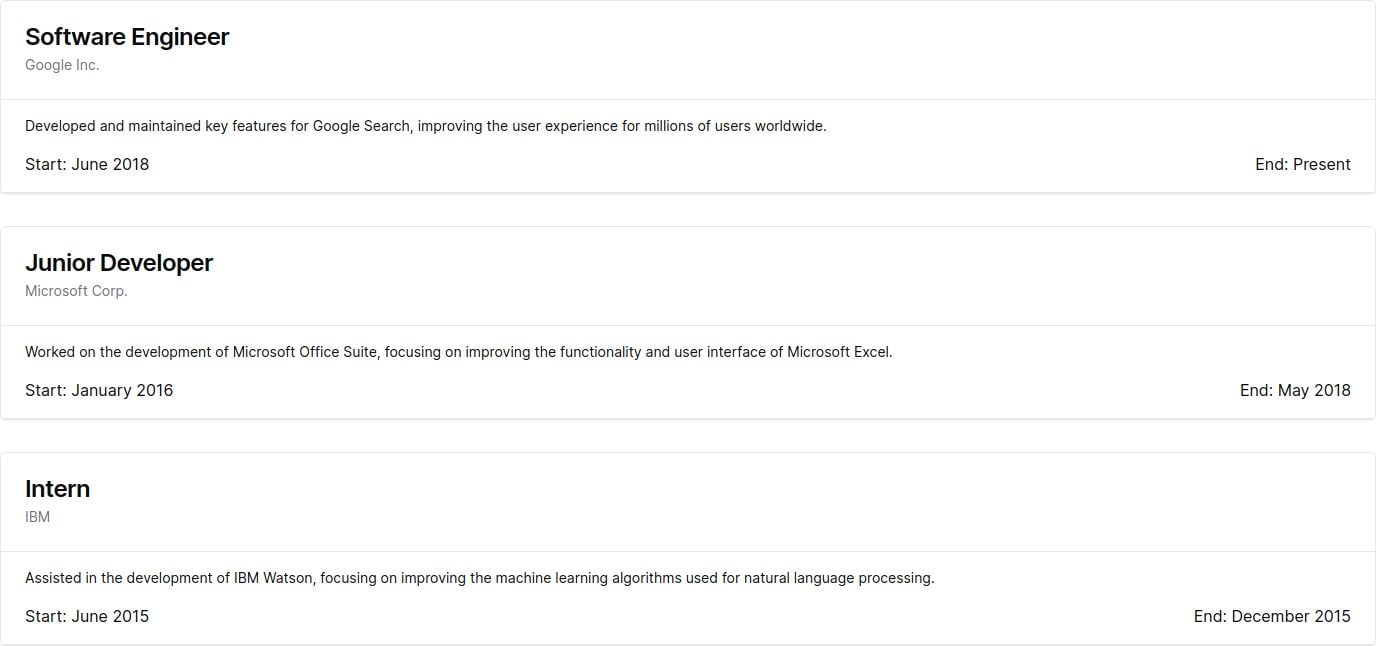 Software Engineer
Google Inc.
Developed and maintained key features for Google Search, improving the user experience for millions of users worldwide.
Start: June 2018 End: Present
Junior Developer
Microsoft Corp.
Worked on the development of Microsoft Office Suite, focusing on improving the functionality and user interface of Microsoft Excel.
Start: January 2016 End: May 2018
Intern
IBM
Assisted in the development of IBM Watson, focusing on improving the machine learning algorithms used for natural language processing.
Start: June 2015 End: December 2015